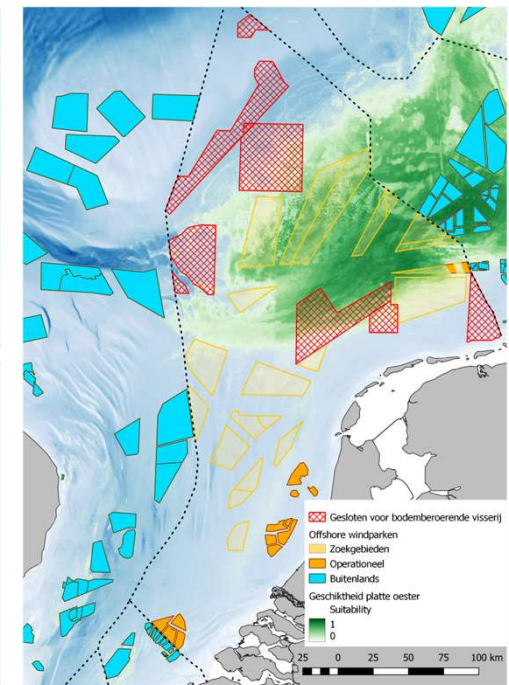 Gesloten voor bodemberoerende visserij
Offshore windparken
Zoekgebieden
Operationeel
Buitenlands
Geschiktheid platte oester
Suitability
1
0
25 0 25 50 75 100 km